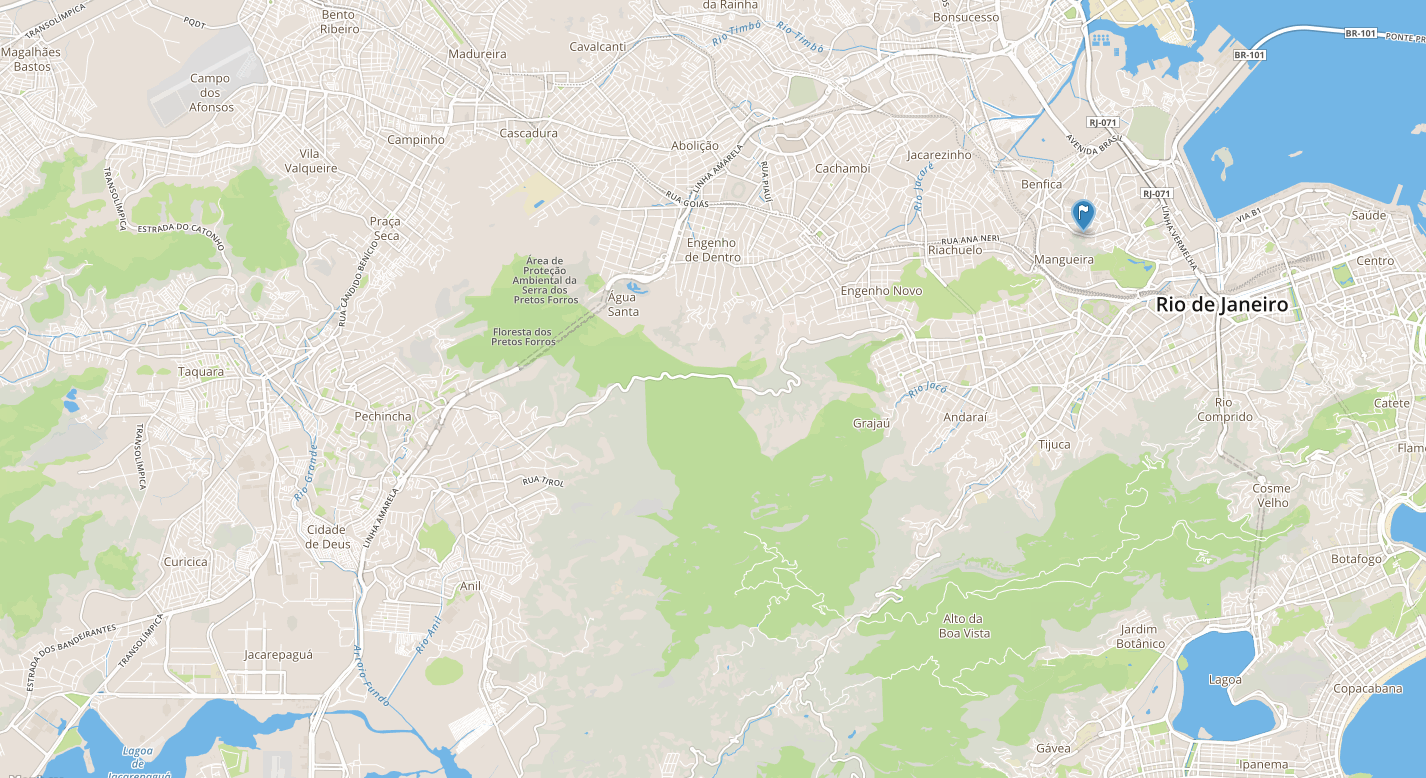 TRANSOLÍMPICA
PQDT
Bento
Ribeiro
da Rainha
Bonsucesso
BR-101
Rio Timbó
Rio Timbó
BR-101
Magalhães
Bastos
Madureira
Cavalcanti
Campo
dos
Afonsos
RJ-071
Campinho
Cascadura
Abolição
AVENIDA BRASIL
Vila
Valqueire
LINHA AMARELA
Cachambi
Jacarezinho
TRANSOLÍMPICA
RUA PIAUÍ
Rio Jacaré
Benfica
RUA GOIÁS
RJ-071
Praça
Seca
ESTRADA DO CATONHO
LINHA VERMELHA
VIA B1
Saúde
Engenho
de Dentro
RUA ANA NERI
Riachuelo
Mangueira
Centro
RUA CÂNDIDO BENÍCIO
Área de
Proteção
Ambiental da
Serra dos
Pretos Forros
Água
Santa
Engenho Novo
Rio de Janeiro
Floresta dos
Pretos Forros
Taquara
Pechincha
Rio Jacó
Grajaú
Andaraí
Rio
Comprido
Catete
Tijuca
TRANSOLÍMPICA
Rio Grande
RUA TIROL
Cosme
Velho
LINHA AMARELA
Cidade
de Deus
Curicica
Anil
Botafogo
ESTRADA DOS BANDEIRANTES
TRANSOLÍMPICA
Rio Anil
Alto da
Boa Vista
Jardim
Botânico
Jacarepaguá
Arroio Fundo
Lagoa
Copacabana
Lagoa
de
Jacarepaguá
Gávea
Ipanema